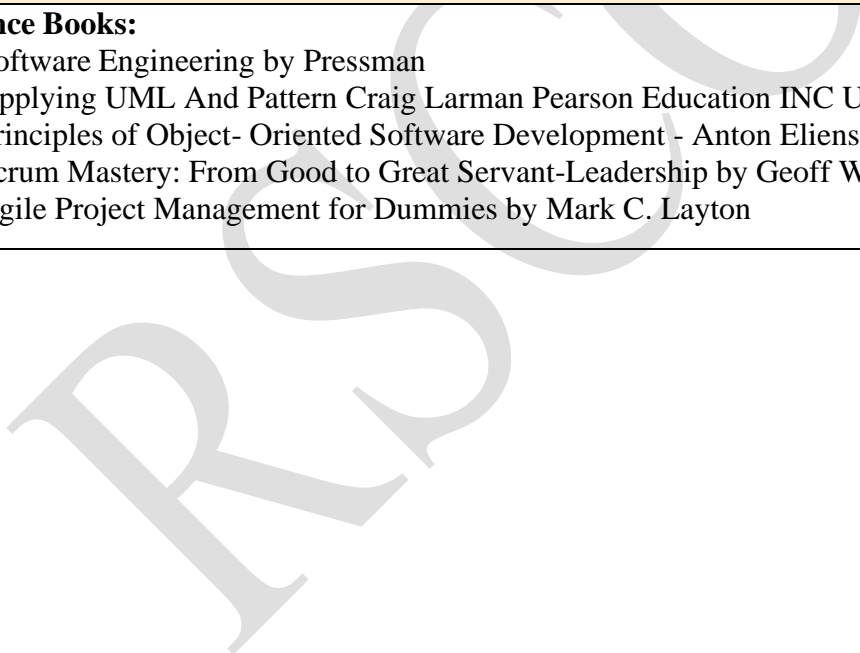 nce Books:
oftware Engineering by Pressman
pplying UML And Pattern Craig Larman Pearson Education INC U
rinciples of Object- Oriented Software Development - Anton Eliens
crum Mastery: From Good to Great Servant-Leadership by Geoff W
gile Project Management for Dummies by Mark C. Layton
RSC